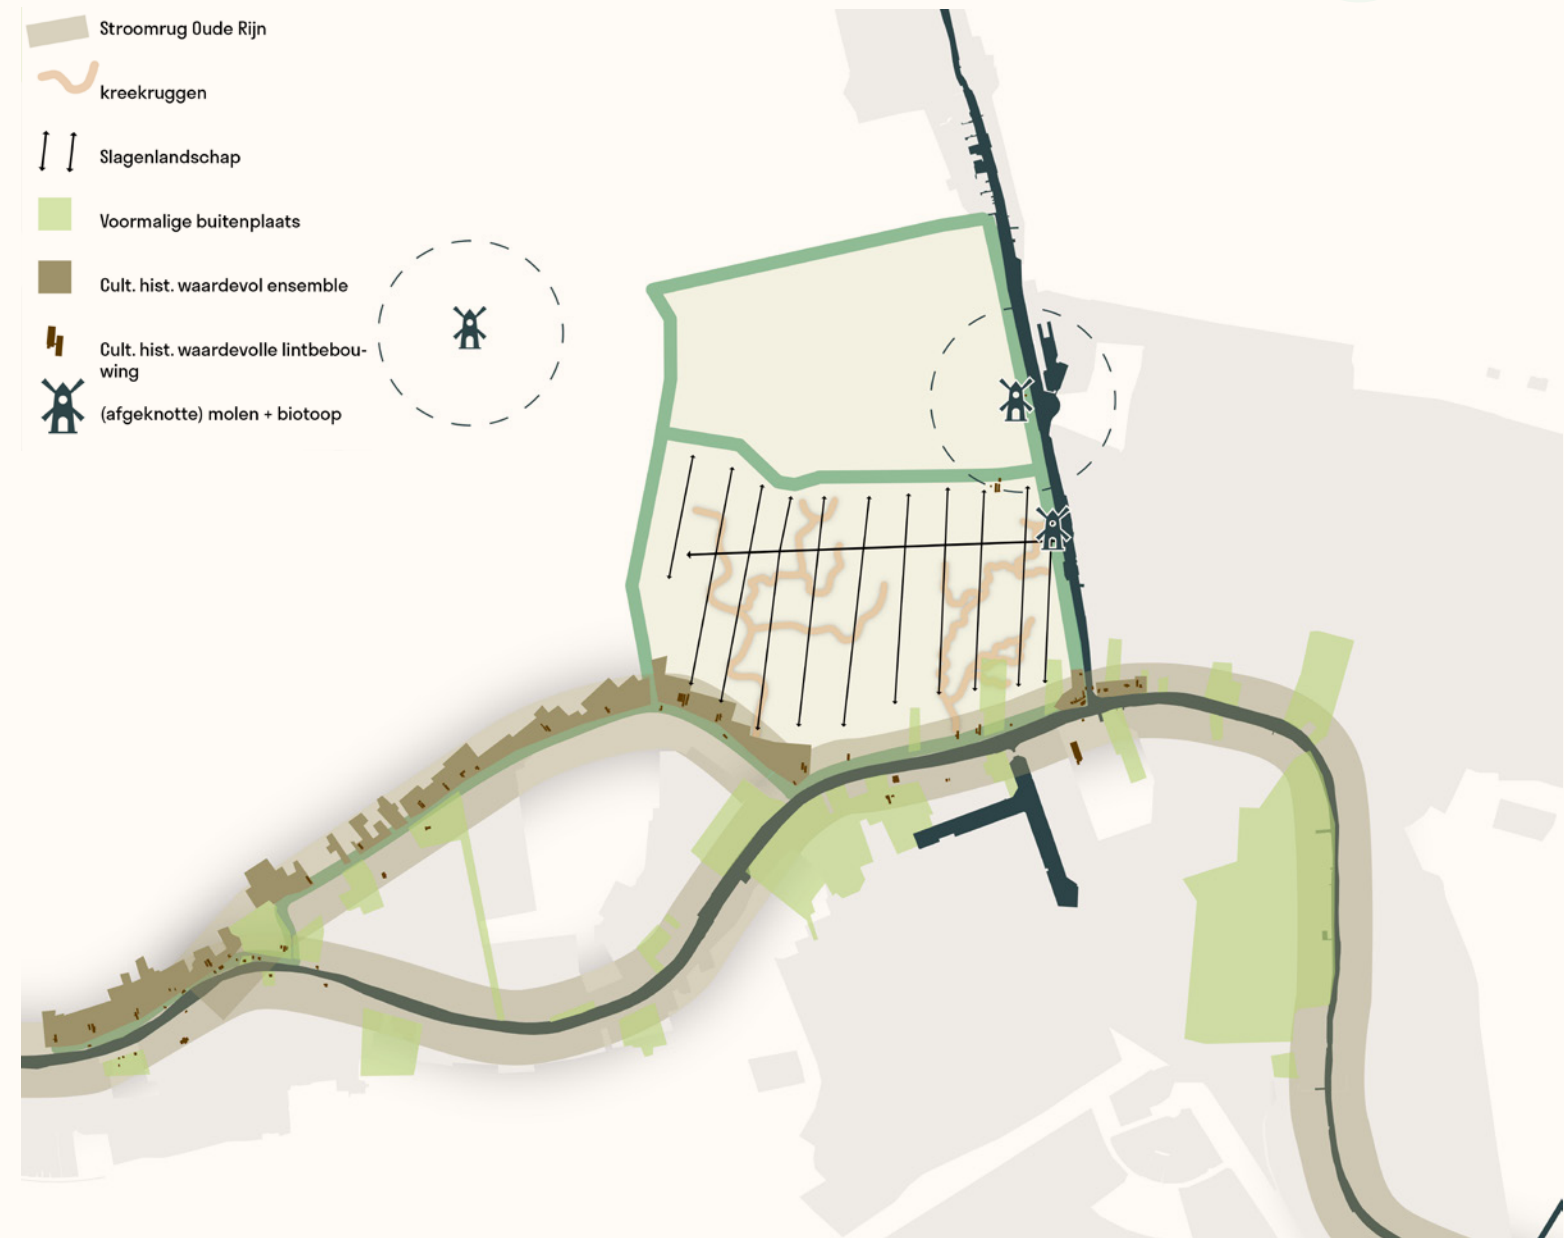 Stroomrug Oude Rijn
kreekruggen
Slagenlandschap
Voormalige buitenplaats
Cult. hist. waardevol ensemble
Cult. hist. waardevolle lintbebou-
wing
(afgeknotte) molen + biotoop